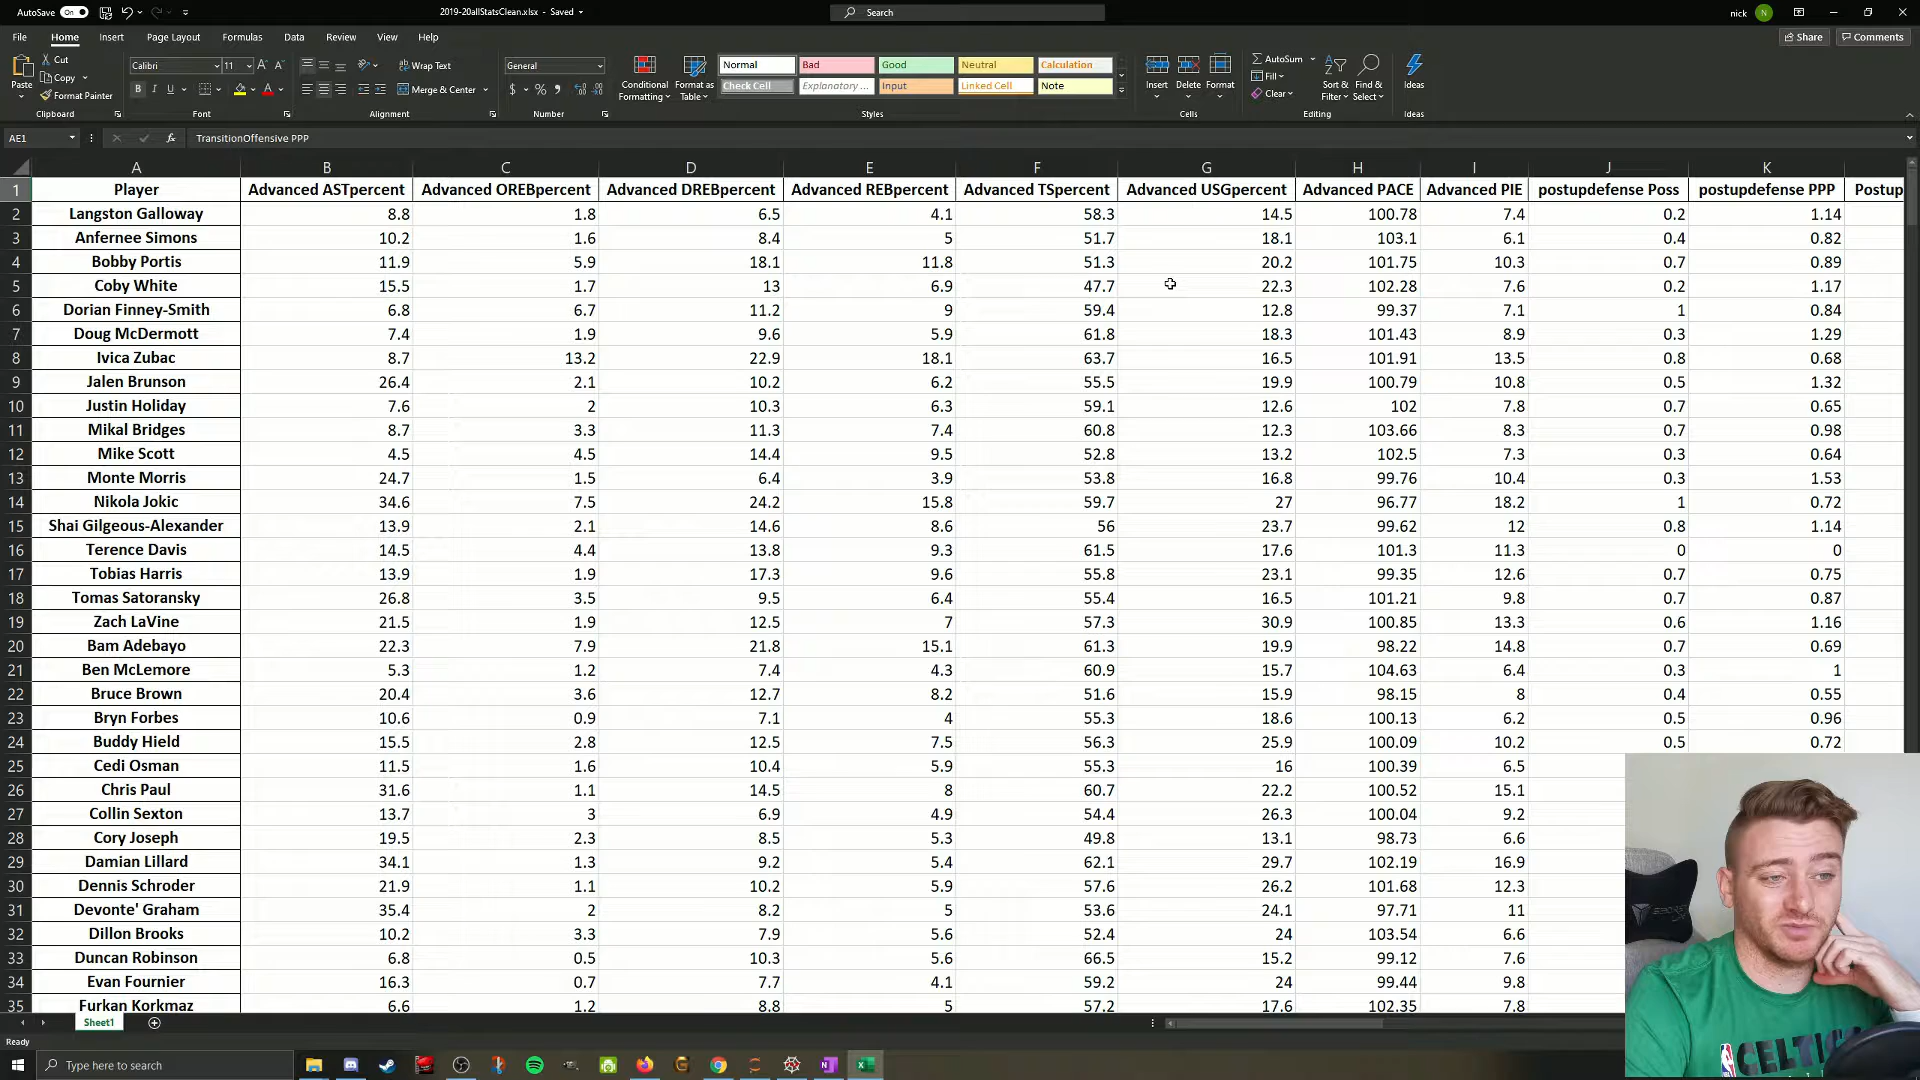 AutoSave On 2019-20allStatsClean.xlsx - Saved Search nick N
File Home Insert Page Layout Formulas Data Review View Help Share Comments
Paste Cut Copy Format Painter Clipboard
Calibri 11 B I U A Font
Wrap Text Merge & Center Alignment
General $ % Number
Conditional Formatting Format as Table Normal Bad Good Neutral Calculation
Check Cell Explanatory ... Input Linked Cell Note Styles
Insert Delete Format Cells
AutoSum Fill Clear Sort & Filter Find & Select Editing
Ideas Ideas
AE1 fx TransitionOffensive PPP
A B C D E F G H I J K
1 Player Advanced ASTpercent Advanced OREBpercent Advanced DREBpercent Advanced REBpercent Advanced TSpercent Advanced USGpercent Advanced PACE Advanced PIE postupdefense Poss postupdefense PPP Postup
2 Langston Galloway 8.8 1.8 6.5 4.1 58.3 14.5 100.78 7.4 0.2 1.14
3 Anfernee Simons 10.2 1.6 8.4 5 51.7 18.1 103.1 6.1 0.4 0.82
4 Bobby Portis 11.9 5.9 18.1 11.8 51.3 20.2 101.75 10.3 0.7 0.89
5 Coby White 15.5 1.7 13 6.9 47.7 22.3 102.28 7.6 0.2 1.17
6 Dorian Finney-Smith 6.8 6.7 11.2 9 59.4 12.8 99.37 7.1 1 0.84
7 Doug McDermott 7.4 1.9 9.6 5.9 61.8 18.3 101.43 8.9 0.3 1.29
8 Ivica Zubac 8.7 13.2 22.9 18.1 63.7 16.5 101.91 13.5 0.8 0.68
9 Jalen Brunson 26.4 2.1 10.2 6.2 55.5 19.9 100.79 10.8 0.5 1.32
10 Justin Holiday 7.6 2 10.3 6.3 59.1 12.6 102 7.8 0.7 0.65
11 Mikal Bridges 8.7 3.3 11.3 7.4 60.8 12.3 103.66 8.3 0.7 0.98
12 Mike Scott 4.5 4.5 14.4 9.5 52.8 13.2 102.5 7.3 0.3 0.64
13 Monte Morris 24.7 1.5 6.4 3.9 53.8 16.8 99.76 10.4 0.3 1.53
14 Nikola Jokic 34.6 7.5 24.2 15.8 59.7 27 96.77 18.2 1 0.72
15 Shai Gilgeous-Alexander 13.9 2.1 14.6 8.6 56 23.7 99.62 12 0.8 1.14
16 Terence Davis 14.5 4.4 13.8 9.3 61.5 17.6 101.3 11.3 0 0
17 Tobias Harris 13.9 1.9 17.3 9.6 55.8 23.1 99.35 12.6 0.7 0.75
18 Tomas Satoransky 26.8 3.5 9.5 6.4 55.4 16.5 101.21 9.8 0.7 0.87
19 Zach LaVine 21.5 1.9 12.5 7 57.3 30.9 100.85 13.3 0.6 1.16
20 Bam Adebayo 22.3 7.9 21.8 15.1 61.3 19.9 98.22 14.8 0.7 0.69
21 Ben McLemore 5.3 1.2 7.4 4.3 60.9 15.7 104.63 6.4 0.3 1
22 Bruce Brown 20.4 3.6 12.7 8.2 51.6 15.9 98.15 8 0.4 0.55
23 Bryn Forbes 10.6 0.9 7.1 4 55.3 18.6 100.13 6.2 0.5 0.96
24 Buddy Hield 15.5 2.8 12.5 7.5 56.3 25.9 100.09 10.2 0.5 0.72
25 Cedi Osman 11.5 1.6 10.4 5.9 55.3 16 100.39 6.5
26 Chris Paul 31.6 1.1 14.5 8 60.7 22.2 100.52 15.1
27 Collin Sexton 13.7 3 6.9 4.9 54.4 26.3 100.04 9.2
28 Cory Joseph 19.5 2.3 8.5 5.3 49.8 13.1 98.73 6.6
29 Damian Lillard 34.1 1.3 9.2 5.4 62.1 29.7 102.19 16.9
30 Dennis Schroder 21.9 1.1 10.2 5.9 57.6 26.2 101.68 12.3
31 Devonte' Graham 35.4 2 8.2 5 53.6 24.1 97.71 11
32 Dillon Brooks 10.2 3.3 7.9 5.6 52.4 24 103.54 6.6
33 Duncan Robinson 6.8 0.5 10.3 5.6 66.5 15.2 99.12 7.6
34 Evan Fournier 16.3 0.7 7.7 4.1 59.2 24 99.44 9.8
35 Furkan Korkmaz 6.6 1.2 8.8 5 57.2 17.6 102.35 7.8
Sheet1
Ready
Type here to search